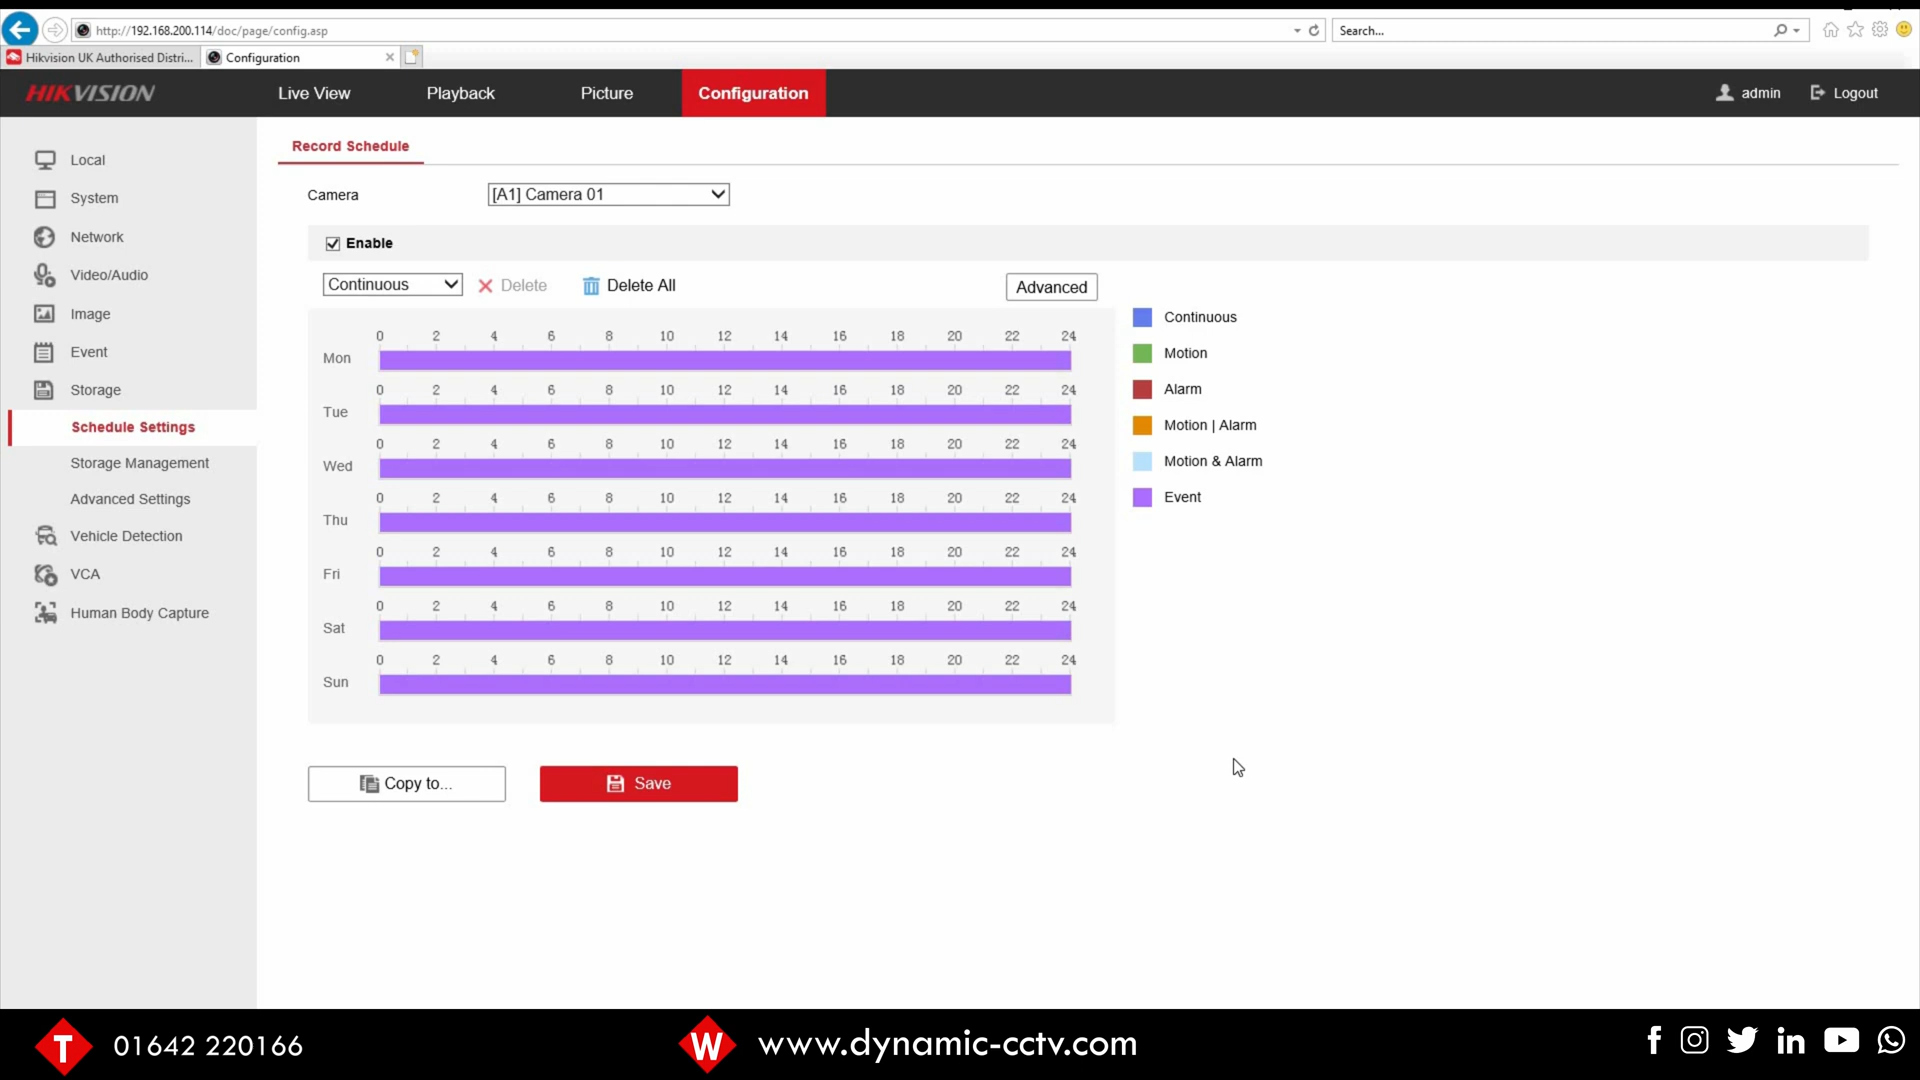 http://192.168.200.114/doc/page/config.asp
Search...
Hikvision UK Authorised Distri...
Configuration
HIKVISION
Live View
Playback
Picture
Configuration
admin
Logout
Local
System
Network
Video/Audio
Image
Event
Storage
Schedule Settings
Storage Management
Advanced Settings
Vehicle Detection
VCA
Human Body Capture
Record Schedule
Camera
[A1] Camera 01
Enable
Continuous
Delete
Delete All
Advanced
0 2 4 6 8 10 12 14 16 18 20 22 24
Mon
0 2 4 6 8 10 12 14 16 18 20 22 24
Tue
0 2 4 6 8 10 12 14 16 18 20 22 24
Wed
0 2 4 6 8 10 12 14 16 18 20 22 24
Thu
0 2 4 6 8 10 12 14 16 18 20 22 24
Fri
0 2 4 6 8 10 12 14 16 18 20 22 24
Sat
0 2 4 6 8 10 12 14 16 18 20 22 24
Sun
Continuous
Motion
Alarm
Motion | Alarm
Motion & Alarm
Event
Copy to...
Save
T 01642 220166
W www.dynamic-cctv.com